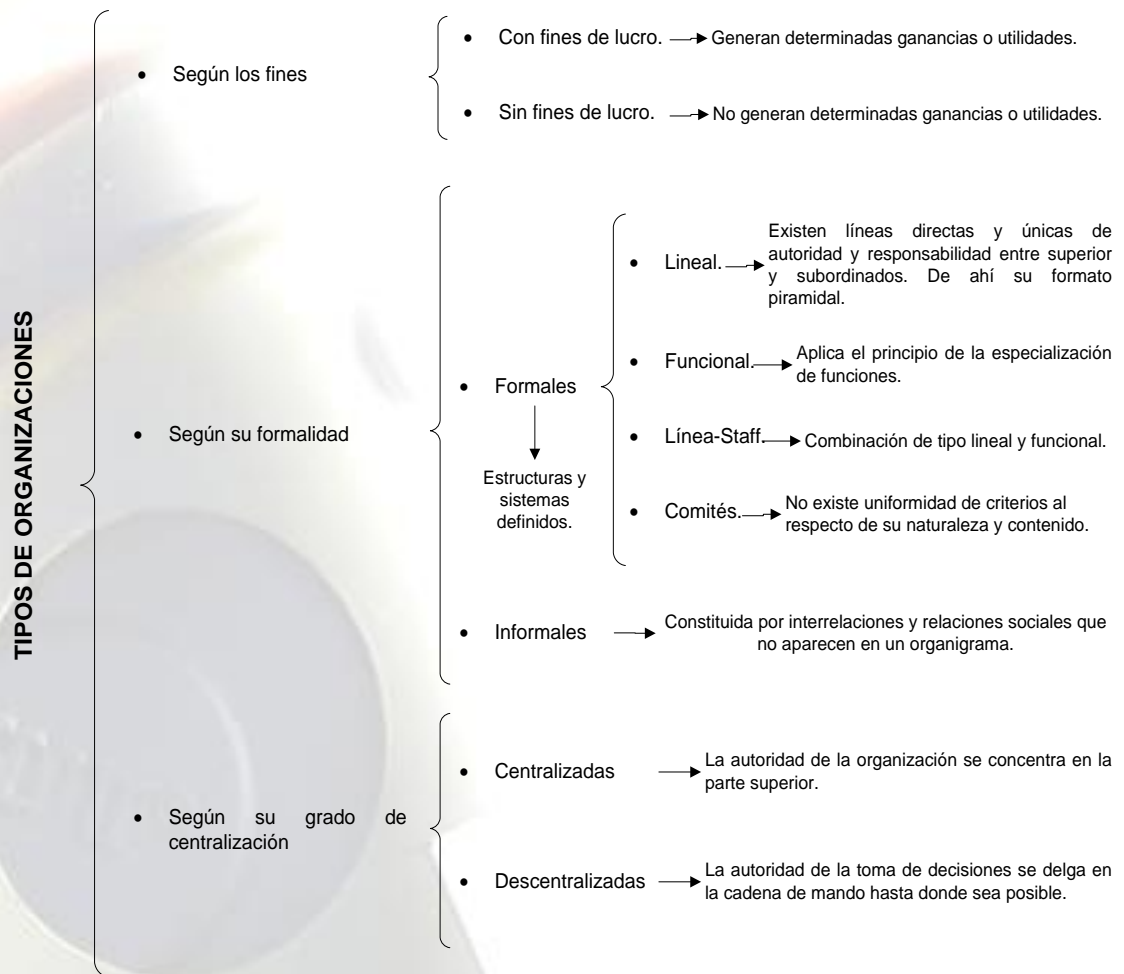 TIPOS DE ORGANIZACIONES
• Según los fines
• Con fines de lucro.
Generan determinadas ganancias o utilidades.
• Sin fines de lucro.
No generan determinadas ganancias o utilidades.
• Según su formalidad
• Formales
Estructuras y
sistemas
definidos.
• Lineal.
Existen líneas directas y únicas de
autoridad y responsabilidad entre superior
y subordinados. De ahí su formato
piramidal.
• Funcional.
Aplica el principio de la especialización
de funciones.
• Línea-Staff.
Combinación de tipo lineal y funcional.
• Comités.
No existe uniformidad de criterios al
respecto de su naturaleza y contenido.
• Informales
Constituida por interrelaciones y relaciones sociales que
no aparecen en un organigrama.
• Según su grado de
centralización
• Centralizadas
La autoridad de la organización se concentra en la
parte superior.
• Descentralizadas
La autoridad de la toma de decisiones se delga en
la cadena de mando hasta donde sea posible.